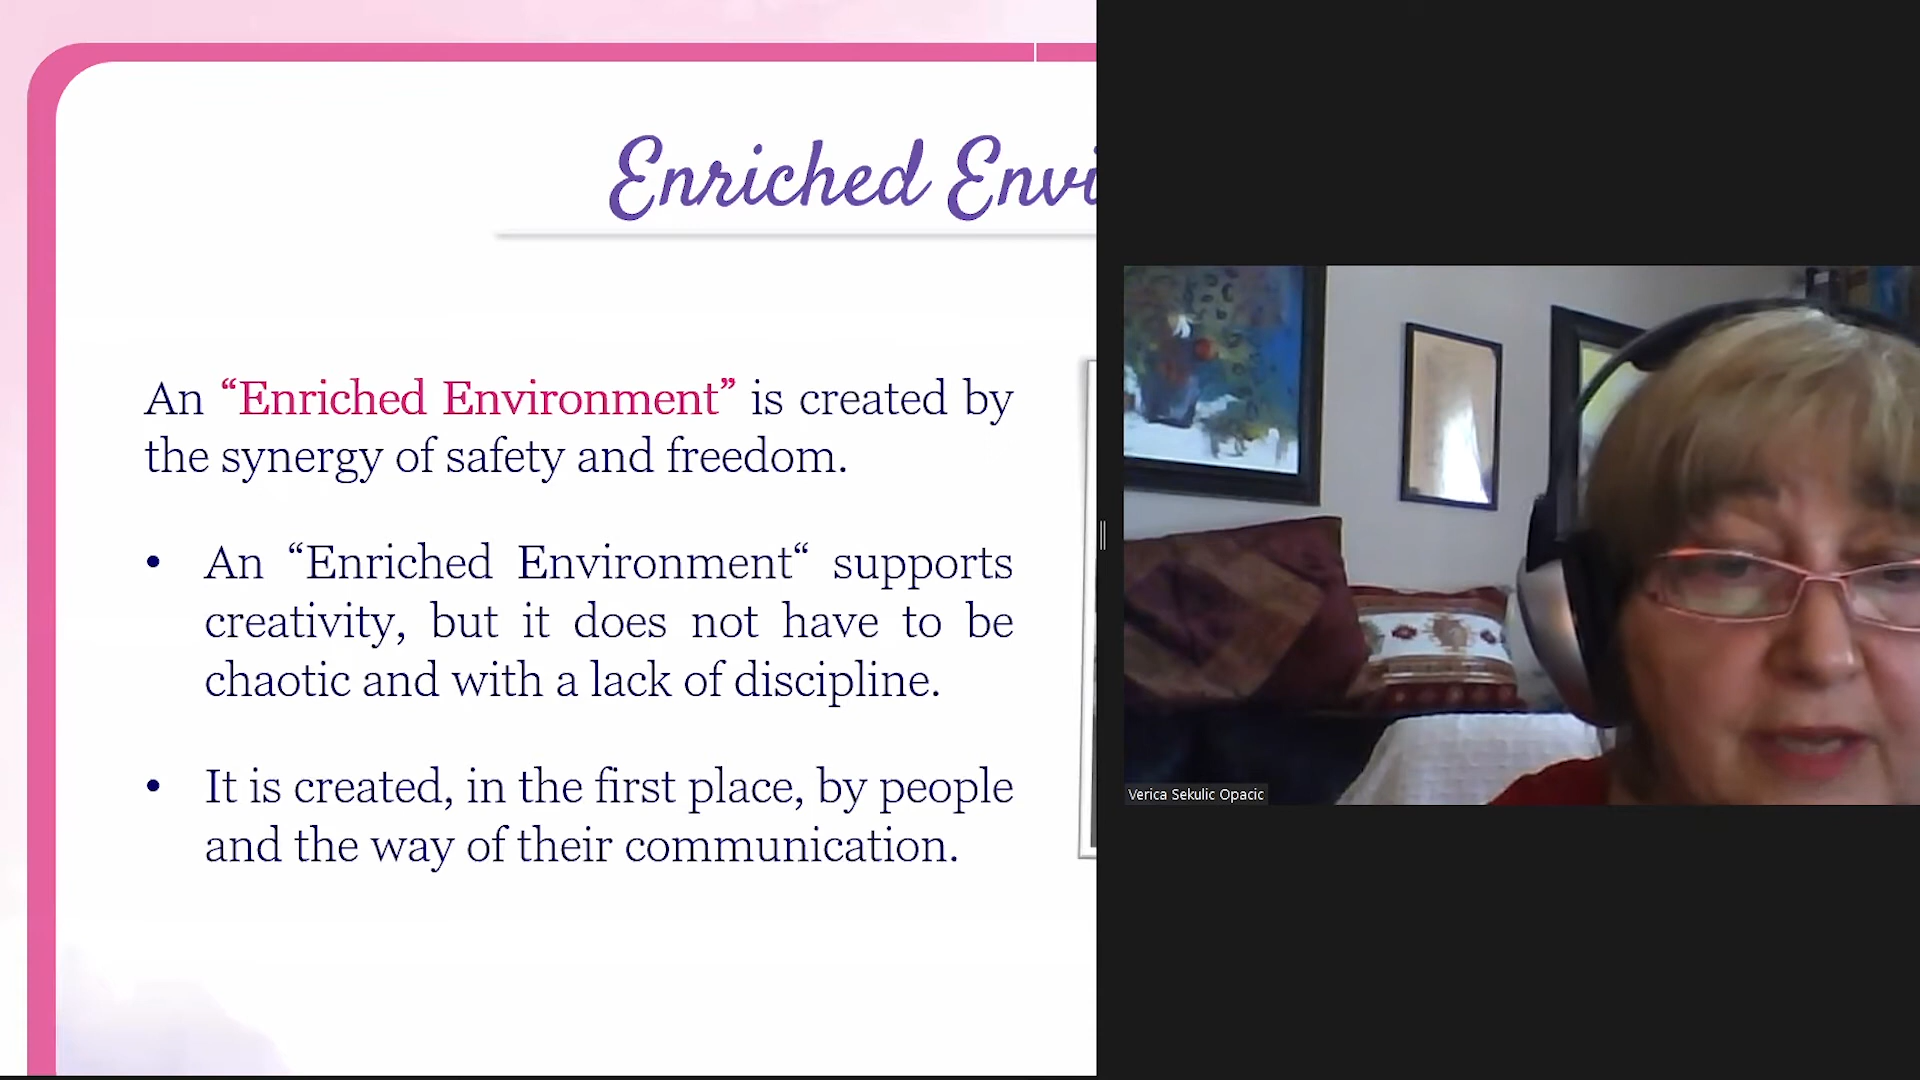 Enriched Envi
An “Enriched Environment” is created by
the synergy of safety and freedom.
• An “Enriched Environment“ supports
creativity, but it does not have to be
chaotic and with a lack of discipline.
• It is created, in the first place, by people
and the way of their communication.
Verica Sekulic Opacic